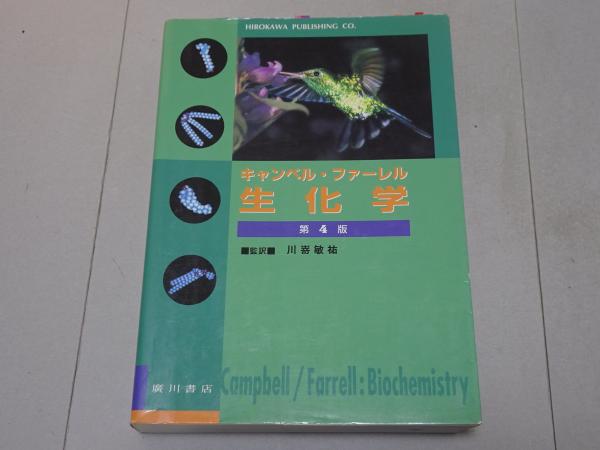 HIROKAWA PUBLISHING CO.
キャンベル・ファーレル
生化学
第4版
■監訳■ 川嵜敏祐
Campbell/Farrell:Biochemistry
廣川書店